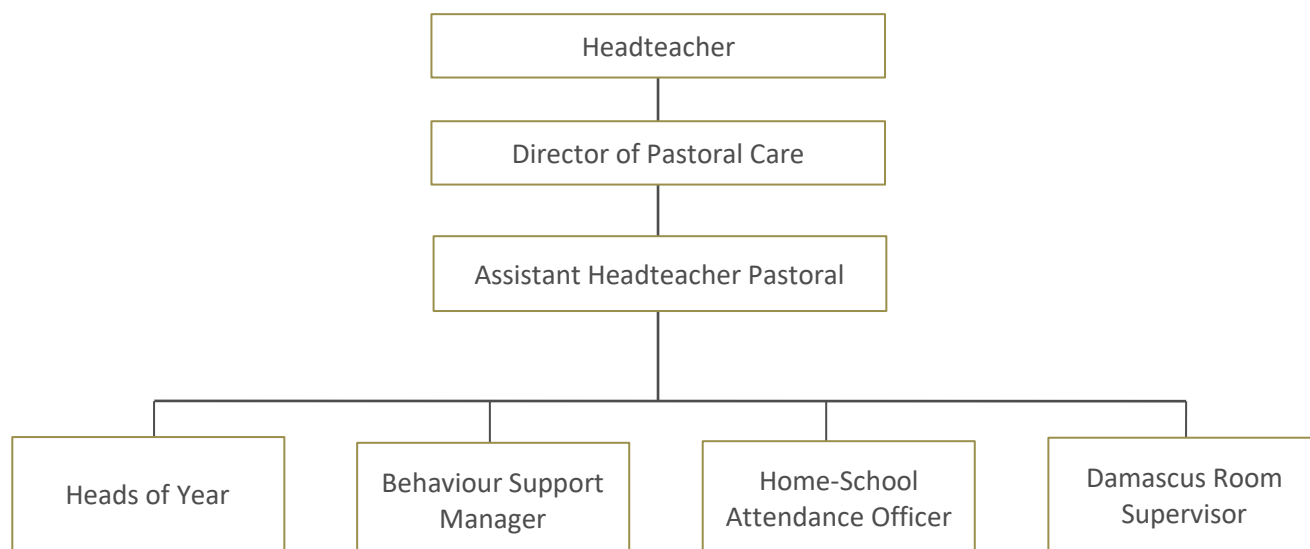 Headteacher
Director of Pastoral Care
Assistant Headteacher Pastoral
Heads of Year
Behaviour Support
Manager
Home-School
Attendance Officer
Damascus Room
Supervisor